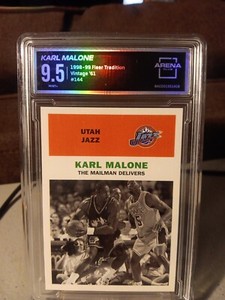 KARL MALONE
9.5
1998-99 Fleer Tradition
Vintage '61
#144
ARENA
UTAH
JAZZ
KARL MALONE
THE MAILMAN DELIVERS